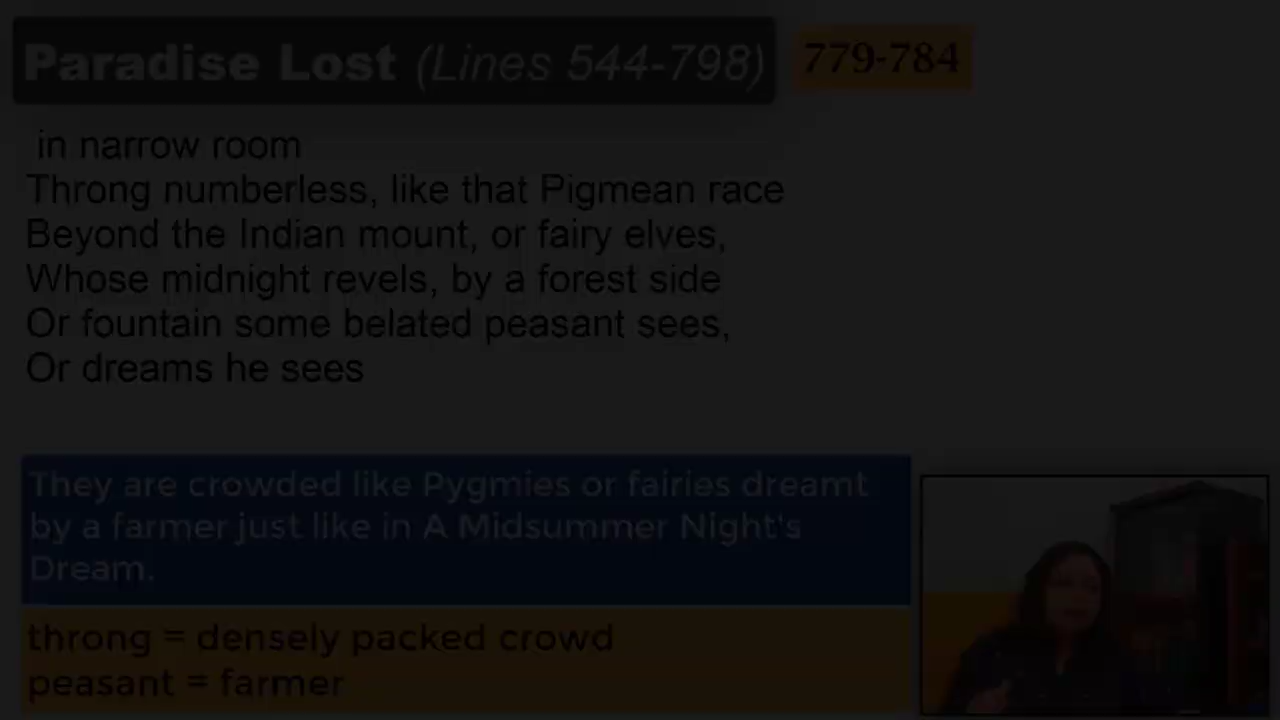 Paradise Lost (Lines 544-798)
779-784
in narrow room
Throng numberless, like that Pigmean race
Beyond the Indian mount, or fairy elves,
Whose midnight revels, by a forest side
Or fountain some belated peasant sees,
Or dreams he sees
They are crowded like Pygmies or fairies dreamt
by a farmer just like in A Midsummer Night's
Dream.
throng = densely packed crowd
peasant = farmer